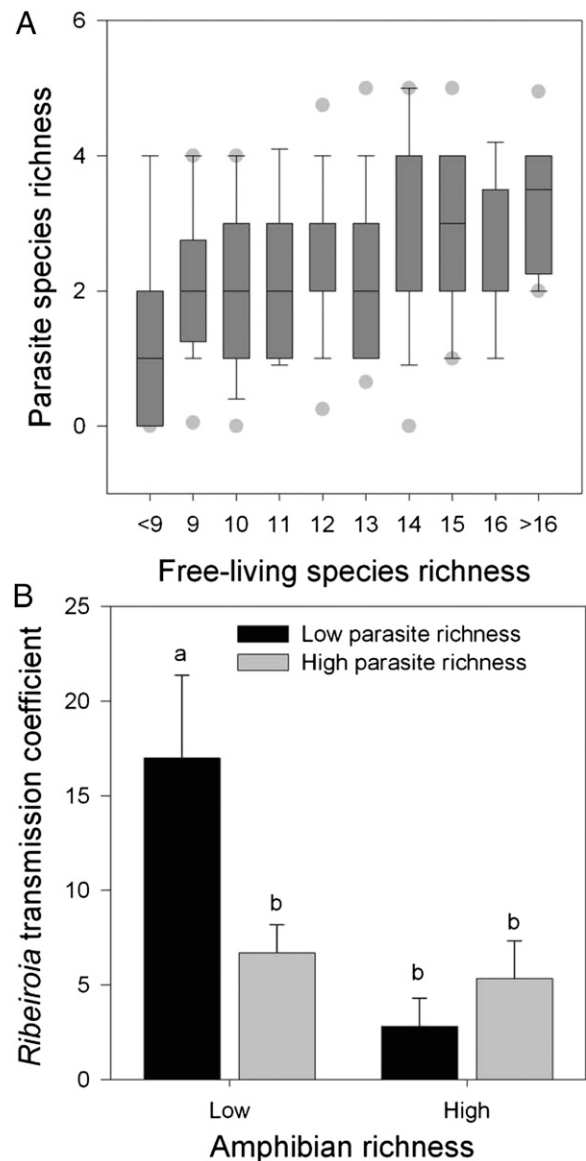 A
6
4
2
0
Parasite species richness
<9 9 10 11 12 13 14 15 16 >16
Free-living species richness
B
25
20
15
10
5
0
Ribeiroia transmission coefficient
Low parasite richness
High parasite richness
a
b
b
b
Low High
Amphibian richness